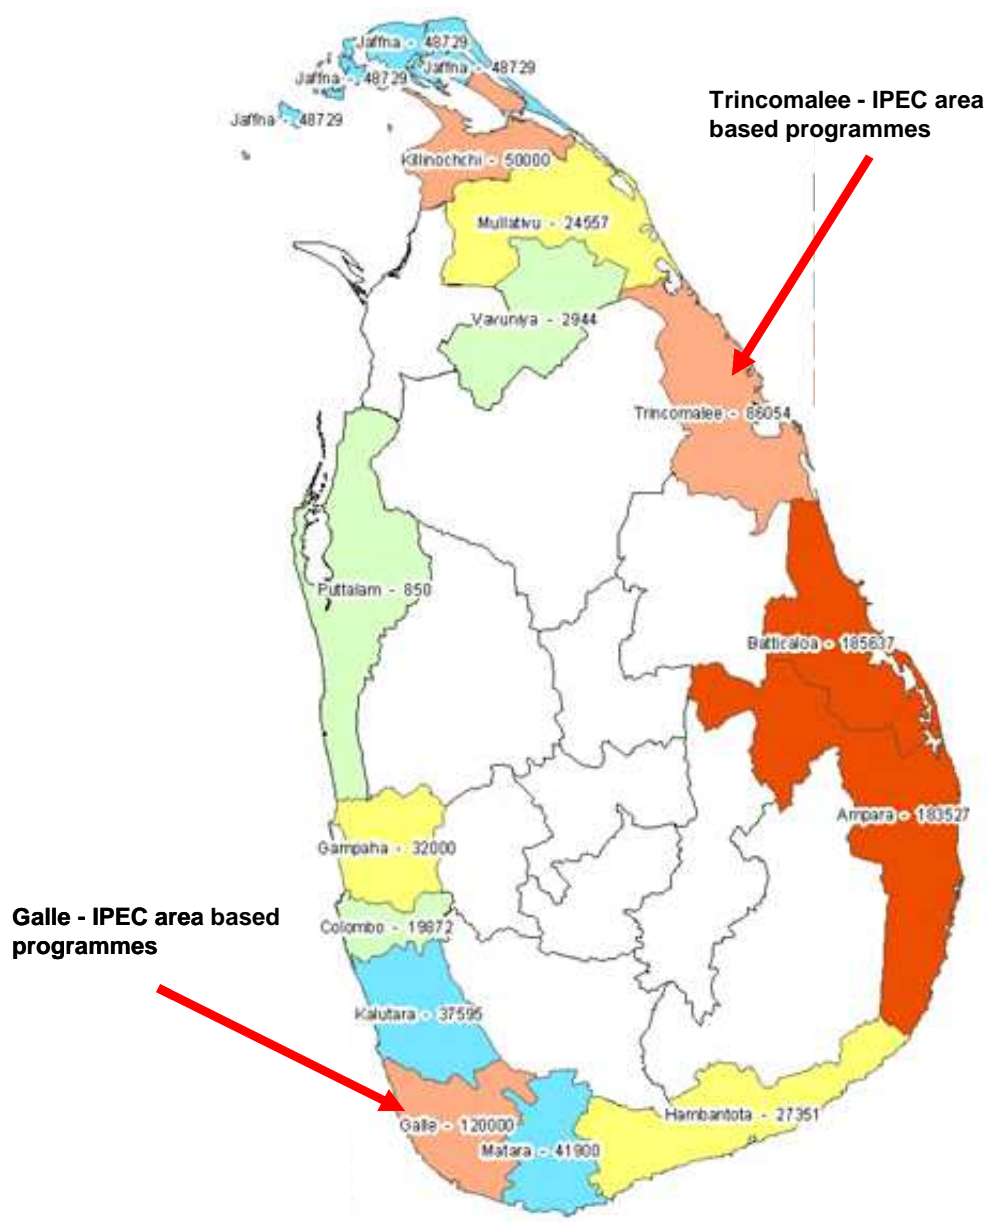 Jaffna - 48729
Jaffna - 48729
Jaffna - 48729
Jaffna - 48729
Trincomalee - IPEC area
based programmes
Killinochchi - 50000
Mullativu - 24557
Vavuniya - 2944
Trincomalee - 86054
Puttalam - 850
Batticaloa - 185637
Ampara - 183527
Gampaha - 32000
Galle - IPEC area based
programmes
Colombo - 19872
Kalutara - 37595
Hambantota - 27351
Galle - 120000
Matara - 41900